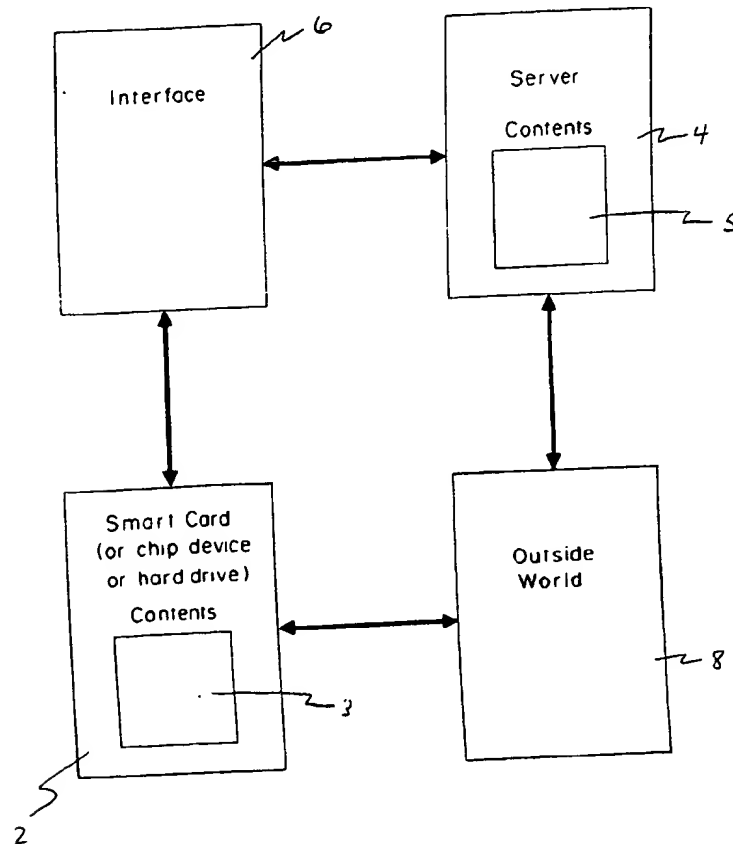 6
Interface
Server
Contents
4
5
Smart Card
(or chip device
or hard drive)
Contents
3
2
Outside
World
8